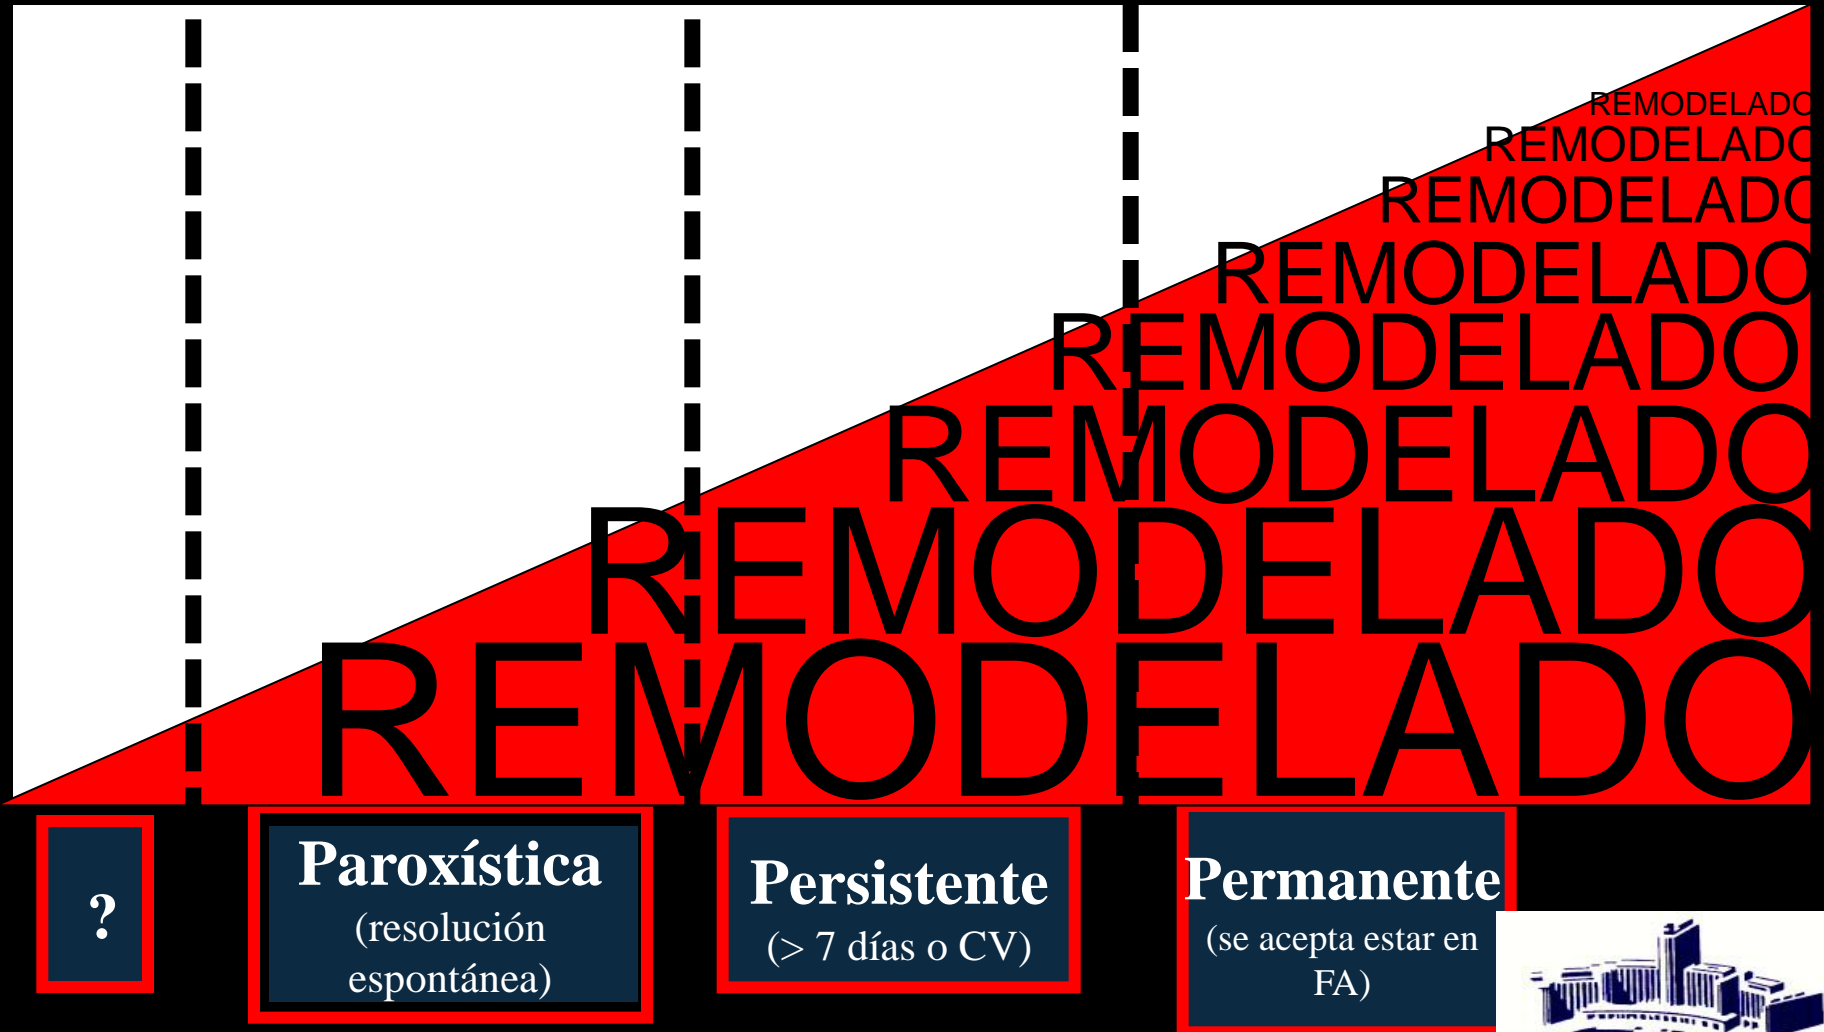 REMODELADO
REMODELADO
REMODELADO
REMODELADO
REMODELADO
REMODELADO
REMODELADO
REMODELADO
?
Paroxística
(resolución
espontánea)
Persistente
(> 7 días o CV)
Permanente
(se acepta estar en
FA)